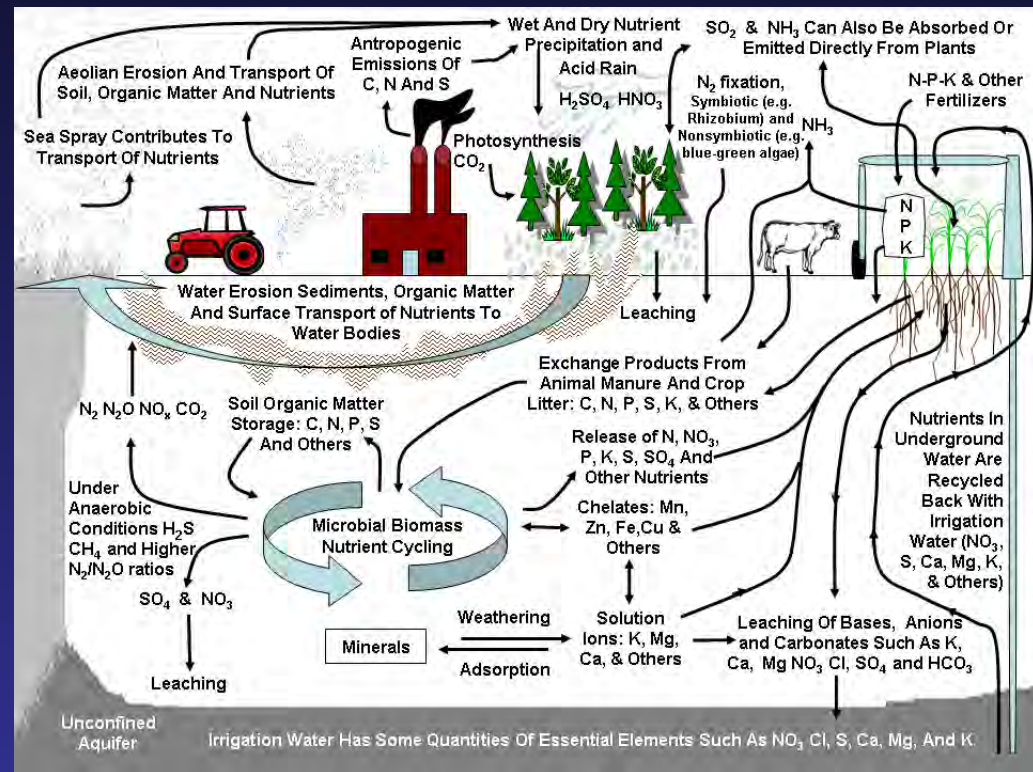 Wet And Dry Nutrient
Precipitation and
Acid Rain
H₂SO₄ HNO₃
SO₂ & NH₃ Can Also Be Absorbed Or
Emitted Directly From Plants
Antropogenic
Emissions Of
C, N And S
Aeolian Erosion And Transport Of
Soil, Organic Matter And Nutrients
N₂ fixation,
Symbiotic (e.g.
Rhizobium) and
Nonsymbiotic (e.g.
blue-green algae)
NH₃
N-P-K & Other
Fertilizers
Sea Spray Contributes To
Transport Of Nutrients
Photosynthesis
CO₂
N
P
K
Water Erosion Sediments, Organic Matter
And Surface Transport of Nutrients To
Water Bodies
Leaching
Exchange Products From
Animal Manure And Crop
Litter: C, N, P, S, K, & Others
N₂ N₂O NOₓ CO₂
Soil Organic Matter
Storage: C, N, P, S
And Others
Release of N, NO₃,
P, K, S, SO₄ And
Other Nutrients
Nutrients In
Underground
Water Are
Recycled
Back With
Irrigation
Water (NO₃,
S, Ca, Mg, K,
& Others)
Under
Anaerobic
Conditions H₂S
CH₄ and Higher
N₂/N₂O ratios
Microbial Biomass
Nutrient Cycling
Chelates: Mn,
Zn, Fe,Cu &
Others
SO₄ & NO₃
Leaching
Minerals
Weathering
Adsorption
Solution
Ions: K, Mg,
Ca, & Others
Leaching Of Bases, Anions
and Carbonates Such As K,
Ca, Mg NO₃ Cl, SO₄ and HCO₃
Unconfined
Aquifer
Irrigation Water Has Some Quantities Of Essential Elements Such As NO₃ Cl, S, Ca, Mg, And K